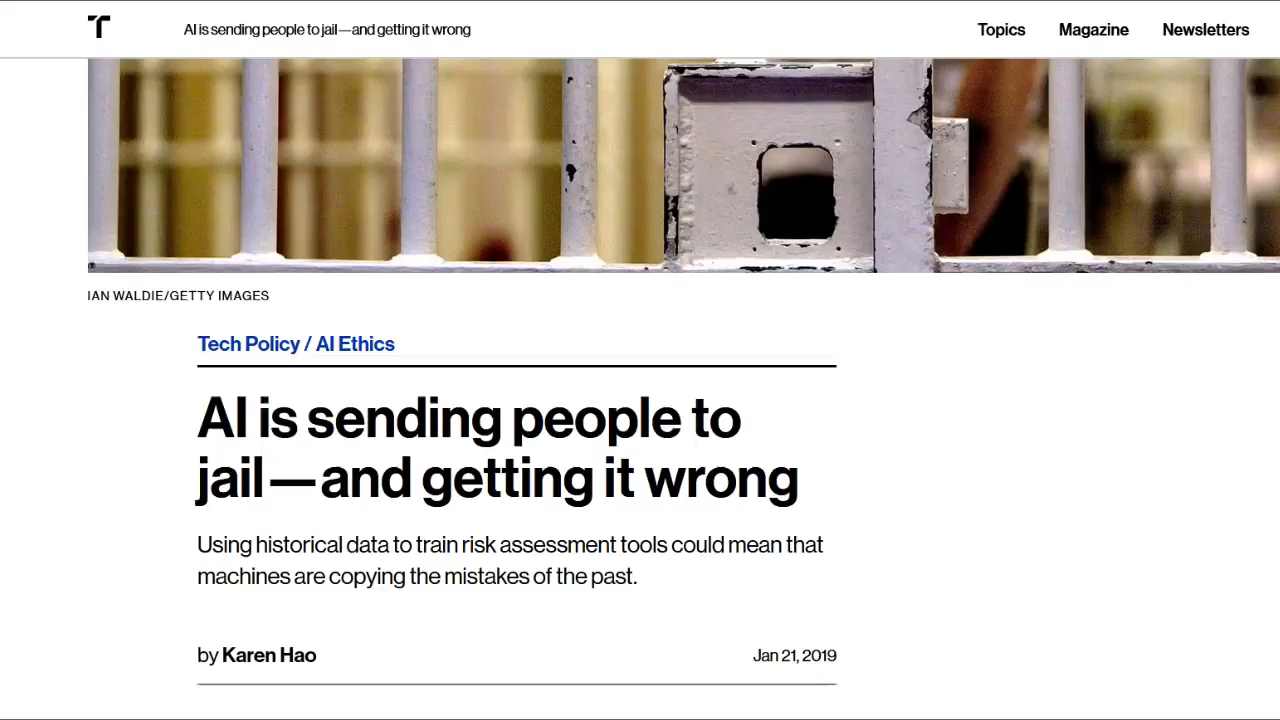 AI is sending people to jail—and getting it wrong
Topics
Magazine
Newsletters
IAN WALDIE/GETTY IMAGES
Tech Policy / AI Ethics
AI is sending people to
jail—and getting it wrong
Using historical data to train risk assessment tools could mean that
machines are copying the mistakes of the past.
by Karen Hao
Jan 21, 2019